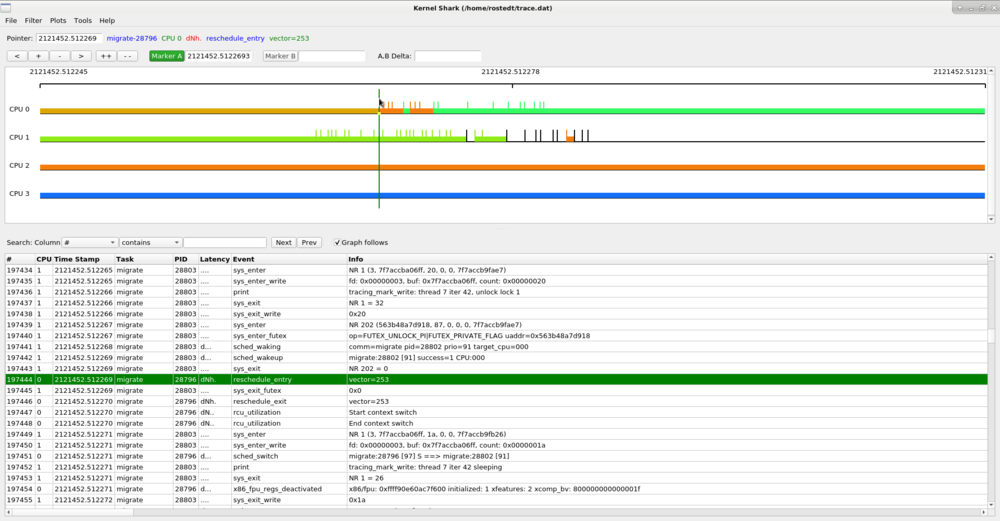 Kernel Shark (/home/rostedt/trace.dat)
File Filter Plots Tools Help
Pointer: 2121452.512269 migrate-28796 CPU 0 dNh. reschedule_entry vector=253
< + - > ++ - - Marker A 2121452.5122693 Marker B A,B Delta:
2121452.512245 2121452.512278 2121452.51231
CPU 0
CPU 1
CPU 2
CPU 3
Search: Column # contains Next Prev Graph follows
# CPU Time Stamp Task PID Latency Event Info
197434 1 2121452.512265 migrate 28803 .... sys_enter NR 1 (3, 7f7accba06ff, 20, 0, 0, 7f7accb9fae7)
197435 1 2121452.512265 migrate 28803 .... sys_enter_write fd: 0x00000003, buf: 0x7f7accba06ff, count: 0x00000020
197436 1 2121452.512266 migrate 28803 .... print tracing_mark_write: thread 7 iter 42, unlock lock 1
197437 1 2121452.512266 migrate 28803 .... sys_exit NR 1 = 32
197438 1 2121452.512266 migrate 28803 .... sys_exit_write 0x20
197439 1 2121452.512267 migrate 28803 .... sys_enter NR 202 (563b48a7d918, 87, 0, 0, 0, 7f7accb9fae7)
197440 1 2121452.512267 migrate 28803 .... sys_enter_futex op=FUTEX_UNLOCK_PI|FUTEX_PRIVATE_FLAG uaddr=0x563b48a7d918
197441 1 2121452.512268 migrate 28803 d... sched_waking comm=migrate pid=28802 prio=91 target_cpu=000
197442 1 2121452.512269 migrate 28803 d... sched_wakeup migrate:28802 [91] success=1 CPU:000
197443 1 2121452.512269 migrate 28803 .... sys_exit NR 202 = 0
197444 0 2121452.512269 migrate 28796 dNh. reschedule_entry vector=253
197445 1 2121452.512269 migrate 28803 .... sys_exit_futex 0x0
197446 0 2121452.512270 migrate 28796 dNh. reschedule_exit vector=253
197447 0 2121452.512270 migrate 28796 dN.. rcu_utilization Start context switch
197448 0 2121452.512270 migrate 28796 dN.. rcu_utilization End context switch
197449 1 2121452.512271 migrate 28803 .... sys_enter NR 1 (3, 7f7accba06ff, 1a, 0, 0, 7f7accb9fb26)
197450 1 2121452.512271 migrate 28803 .... sys_enter_write fd: 0x00000003, buf: 0x7f7accba06ff, count: 0x0000001a
197451 0 2121452.512271 migrate 28796 d... sched_switch migrate:28796 [97] S ==> migrate:28802 [91]
197452 1 2121452.512271 migrate 28803 .... print tracing_mark_write: thread 7 iter 42 sleeping
197453 1 2121452.512271 migrate 28803 .... sys_exit NR 1 = 26
197454 0 2121452.512271 migrate 28796 d... x86_fpu_regs_deactivated x86/fpu: 0xffff90e60ac7f600 initialized: 1 xfeatures: 2 xcomp_bv: 800000000000001f
197455 1 2121452.512272 migrate 28803 .... sys_exit_write 0x1a